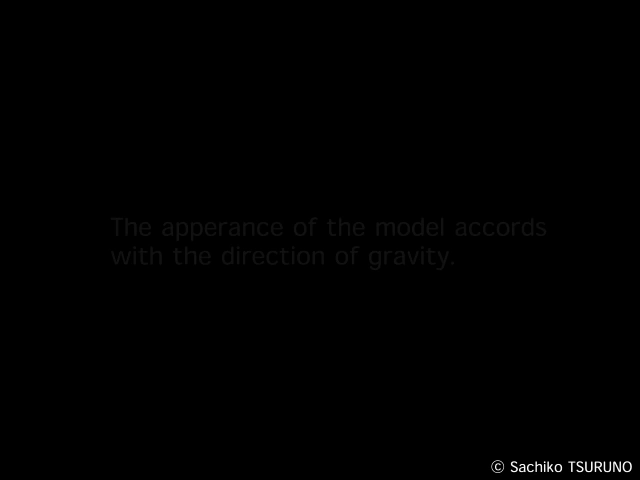 The apperance of the model accords
with the direction of gravity.
© Sachiko TSURUNO